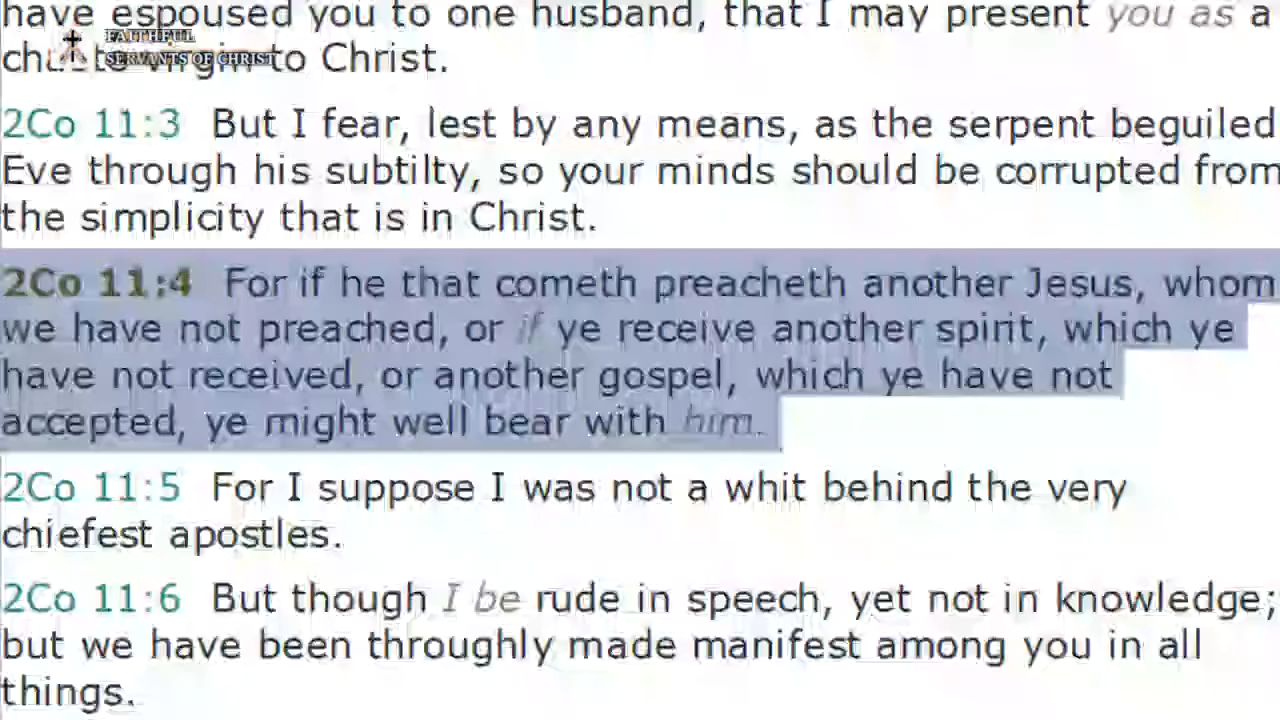 have espoused you to one husband, that I may present you as a
FAITHFUL
SERVANTS OF CHRIST
chaste virgin to Christ.
2Co 11:3 But I fear, lest by any means, as the serpent beguiled
Eve through his subtilty, so your minds should be corrupted from
the simplicity that is in Christ.
2Co 11:4 For if he that cometh preacheth another Jesus, whom
we have not preached, or if ye receive another spirit, which ye
have not received, or another gospel, which ye have not
accepted, ye might well bear with him.
2Co 11:5 For I suppose I was not a whit behind the very
chiefest apostles.
2Co 11:6 But though I be rude in speech, yet not in knowledge;
but we have been throughly made manifest among you in all
things.